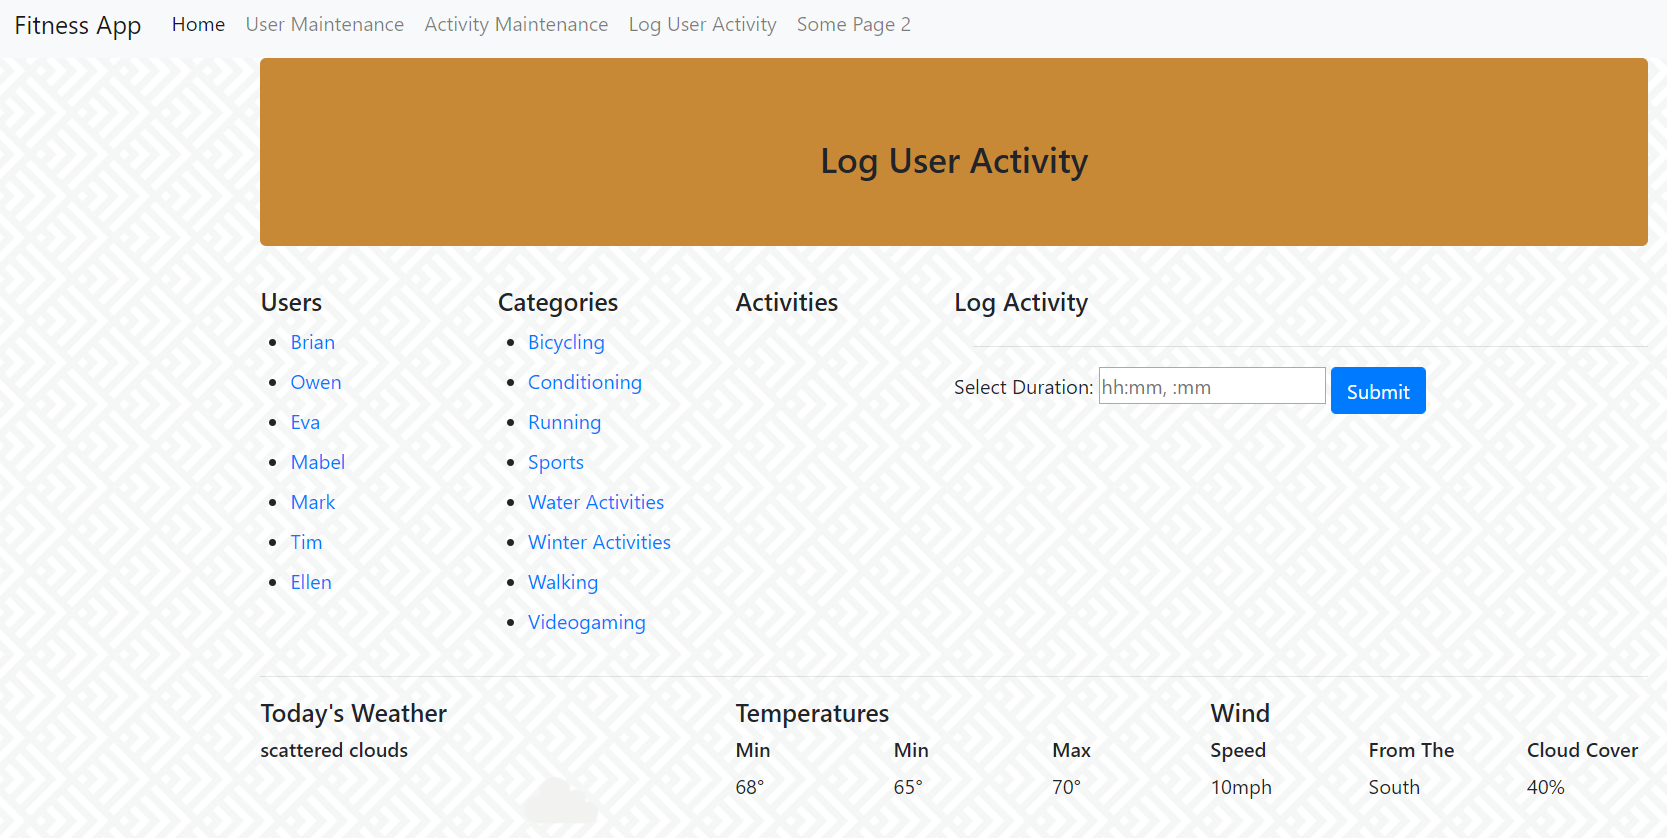 Fitness App Home User Maintenance Activity Maintenance Log User Activity Some Page 2
Log User Activity
Users
Brian
Owen
Eva
Mabel
Mark
Tim
Ellen
Categories
Bicycling
Conditioning
Running
Sports
Water Activities
Winter Activities
Walking
Videogaming
Activities
Log Activity
Select Duration: hh:mm, :mm Submit
Today's Weather
scattered clouds
Temperatures
Min Min Max
68° 65° 70°
Wind
Speed From The Cloud Cover
10mph South 40%